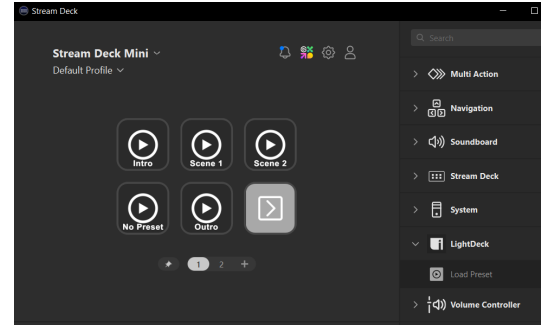 Stream Deck
Stream Deck Mini
Default Profile
Intro
Scene 1
Scene 2
No Preset
Outro
1 2 +
Search
Multi Action
Navigation
Soundboard
Stream Deck
System
LightDeck
Load Preset
Volume Controller